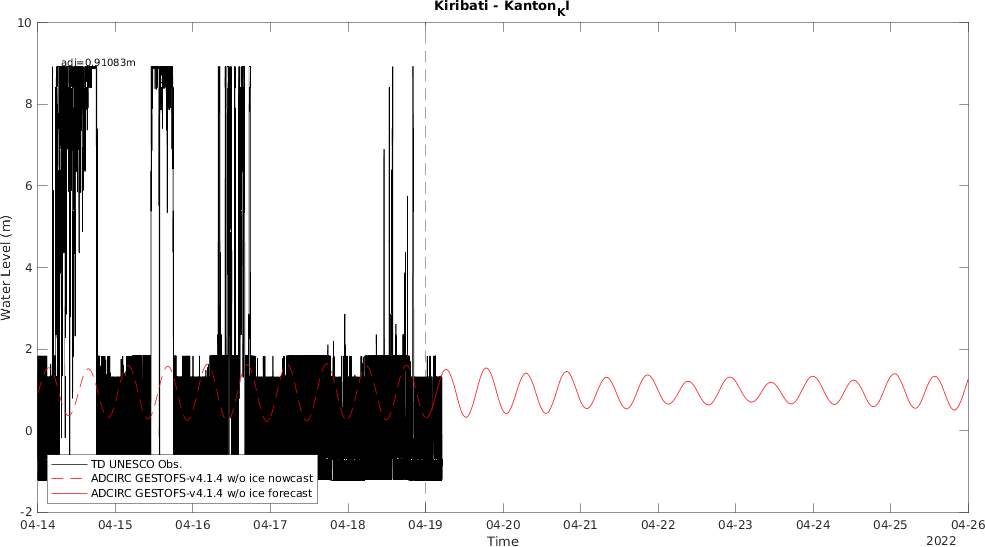 Kiribati - Kanton_KI
10
adj=0.91083m
8
6
4
2
0
-2
Water Level (m)
TD UNESCO Obs.
ADCIRC GESTOFS-v4.1.4 w/o ice nowcast
ADCIRC GESTOFS-v4.1.4 w/o ice forecast
04-14 04-15 04-16 04-17 04-18 04-19 04-20 04-21 04-22 04-23 04-24 04-25 04-26
Time
2022